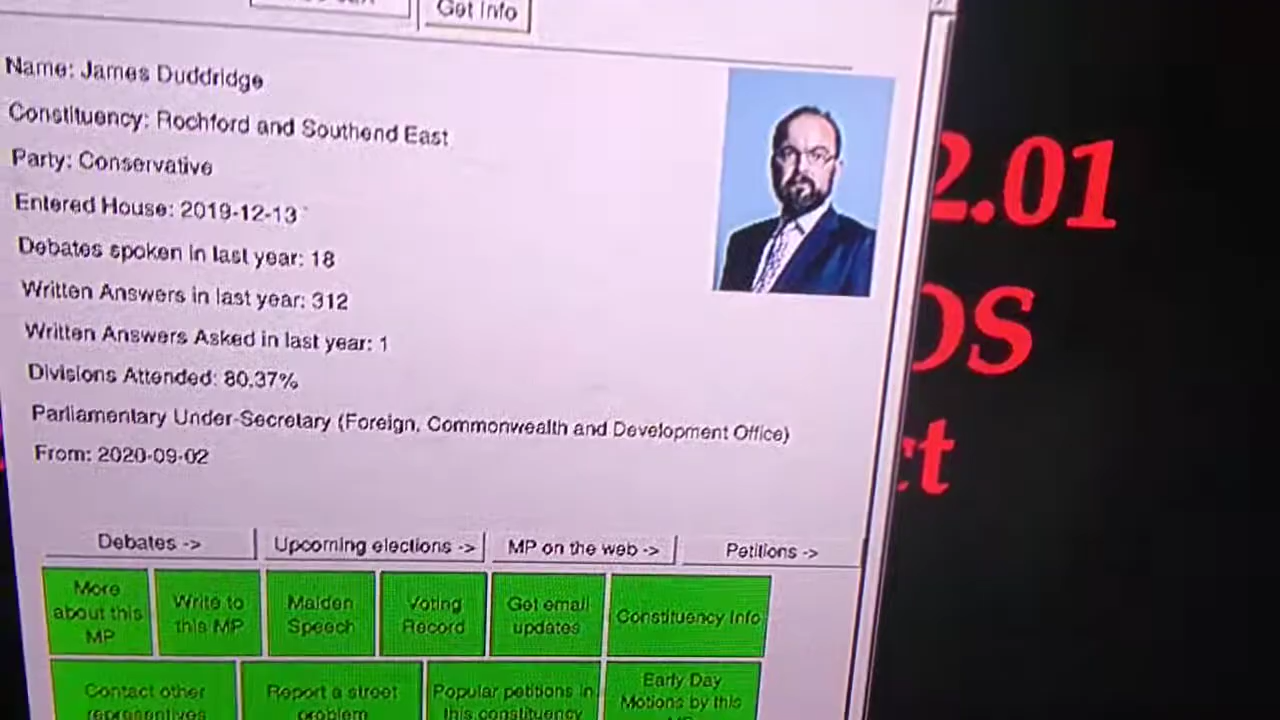 Get Info
Name: James Duddridge
Constituency: Rochford and Southend East
Party: Conservative
Entered House: 2019-12-13
Debates spoken in last year: 18
Written Answers in last year: 312
Written Answers Asked in last year: 1
Divisions Attended: 80.37%
Parliamentary Under-Secretary (Foreign, Commonwealth and Development Office)
From: 2020-09-02
2.01
OS
ct
Debates ->
Upcoming elections ->
MP on the web ->
Petitions ->
More
about this
MP
Write to
this MP
Maiden
Speech
Voting
Record
Get email
updates
Constituency Info
Contact other
representives
Report a street
problem
Popular petitions in
this constituency
Early Day
Motions by this